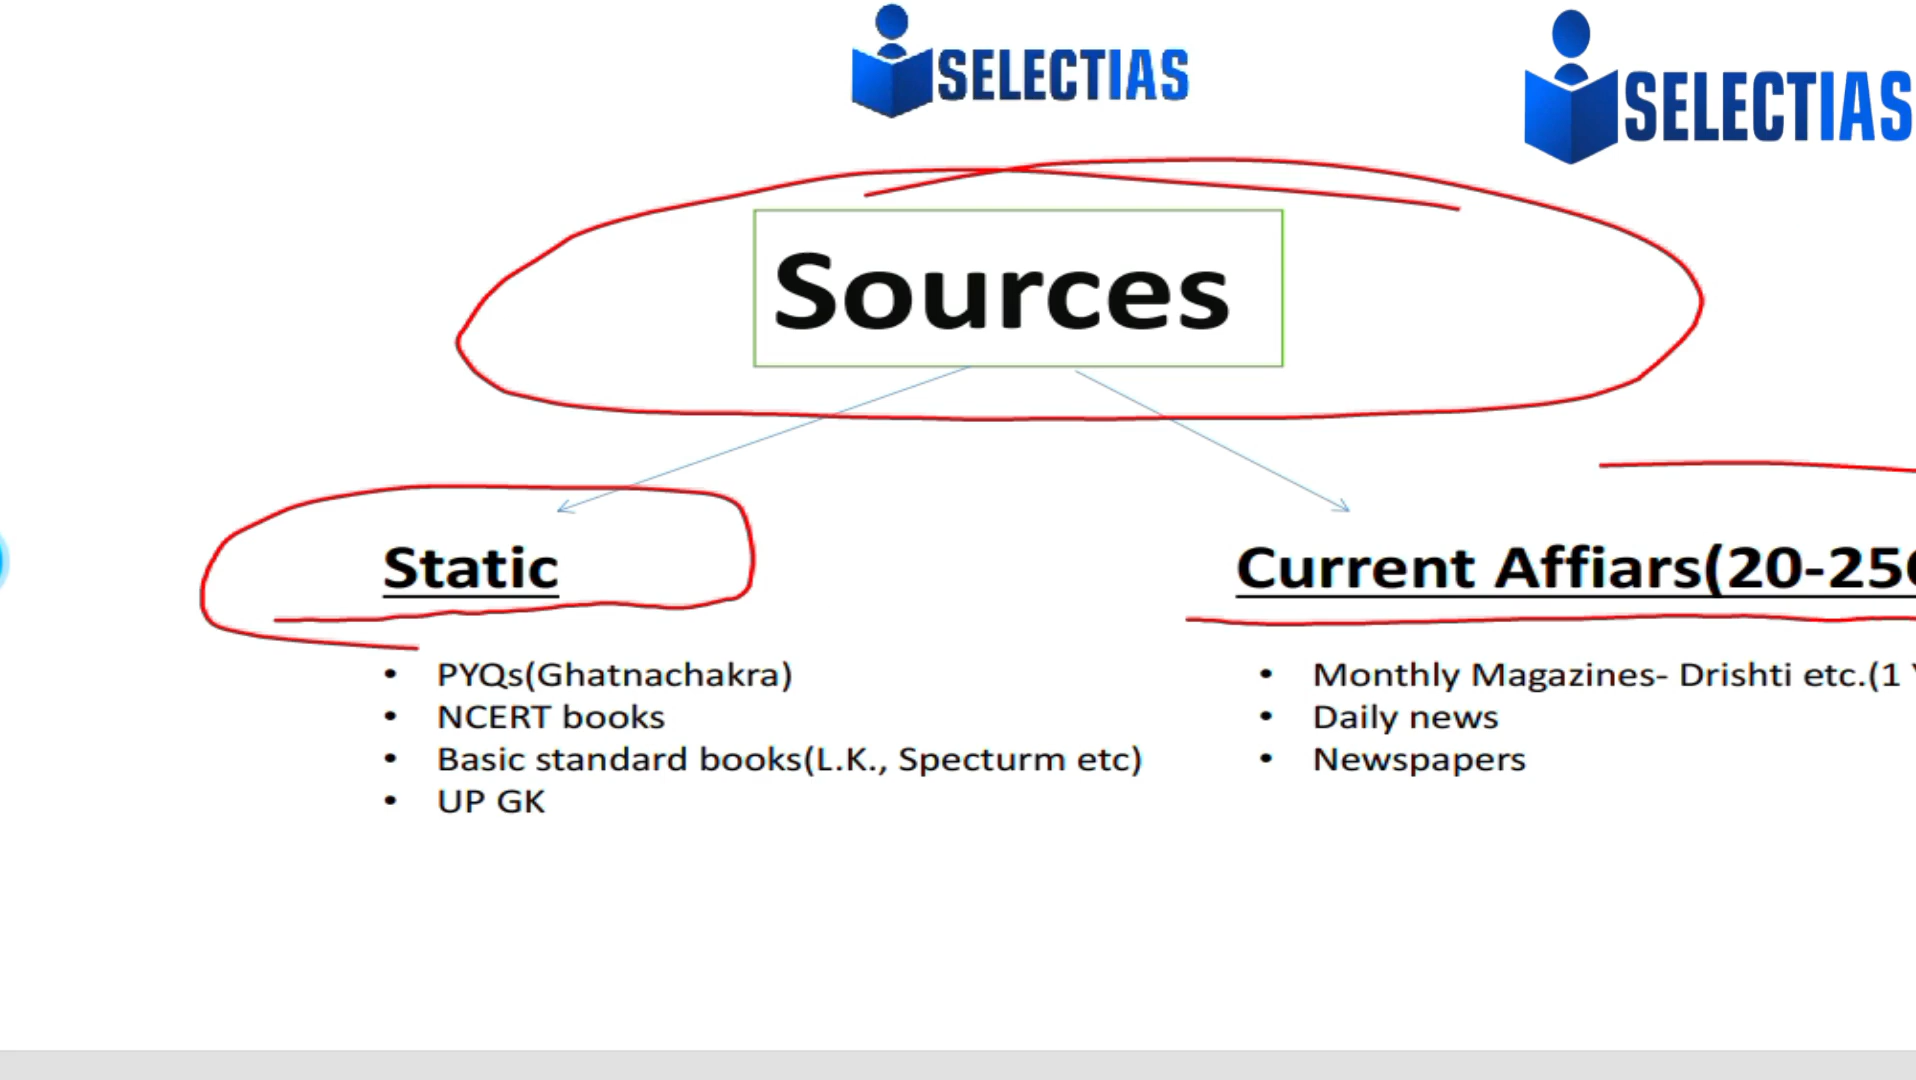 SELECTIAS
SELECTIAS
Sources
Static
• PYQs(Ghatnachakra)
• NCERT books
• Basic standard books(L.K., Specturm etc)
• UP GK
Current Affiars(20-25
• Monthly Magazines- Drishti etc.(1
• Daily news
• Newspapers